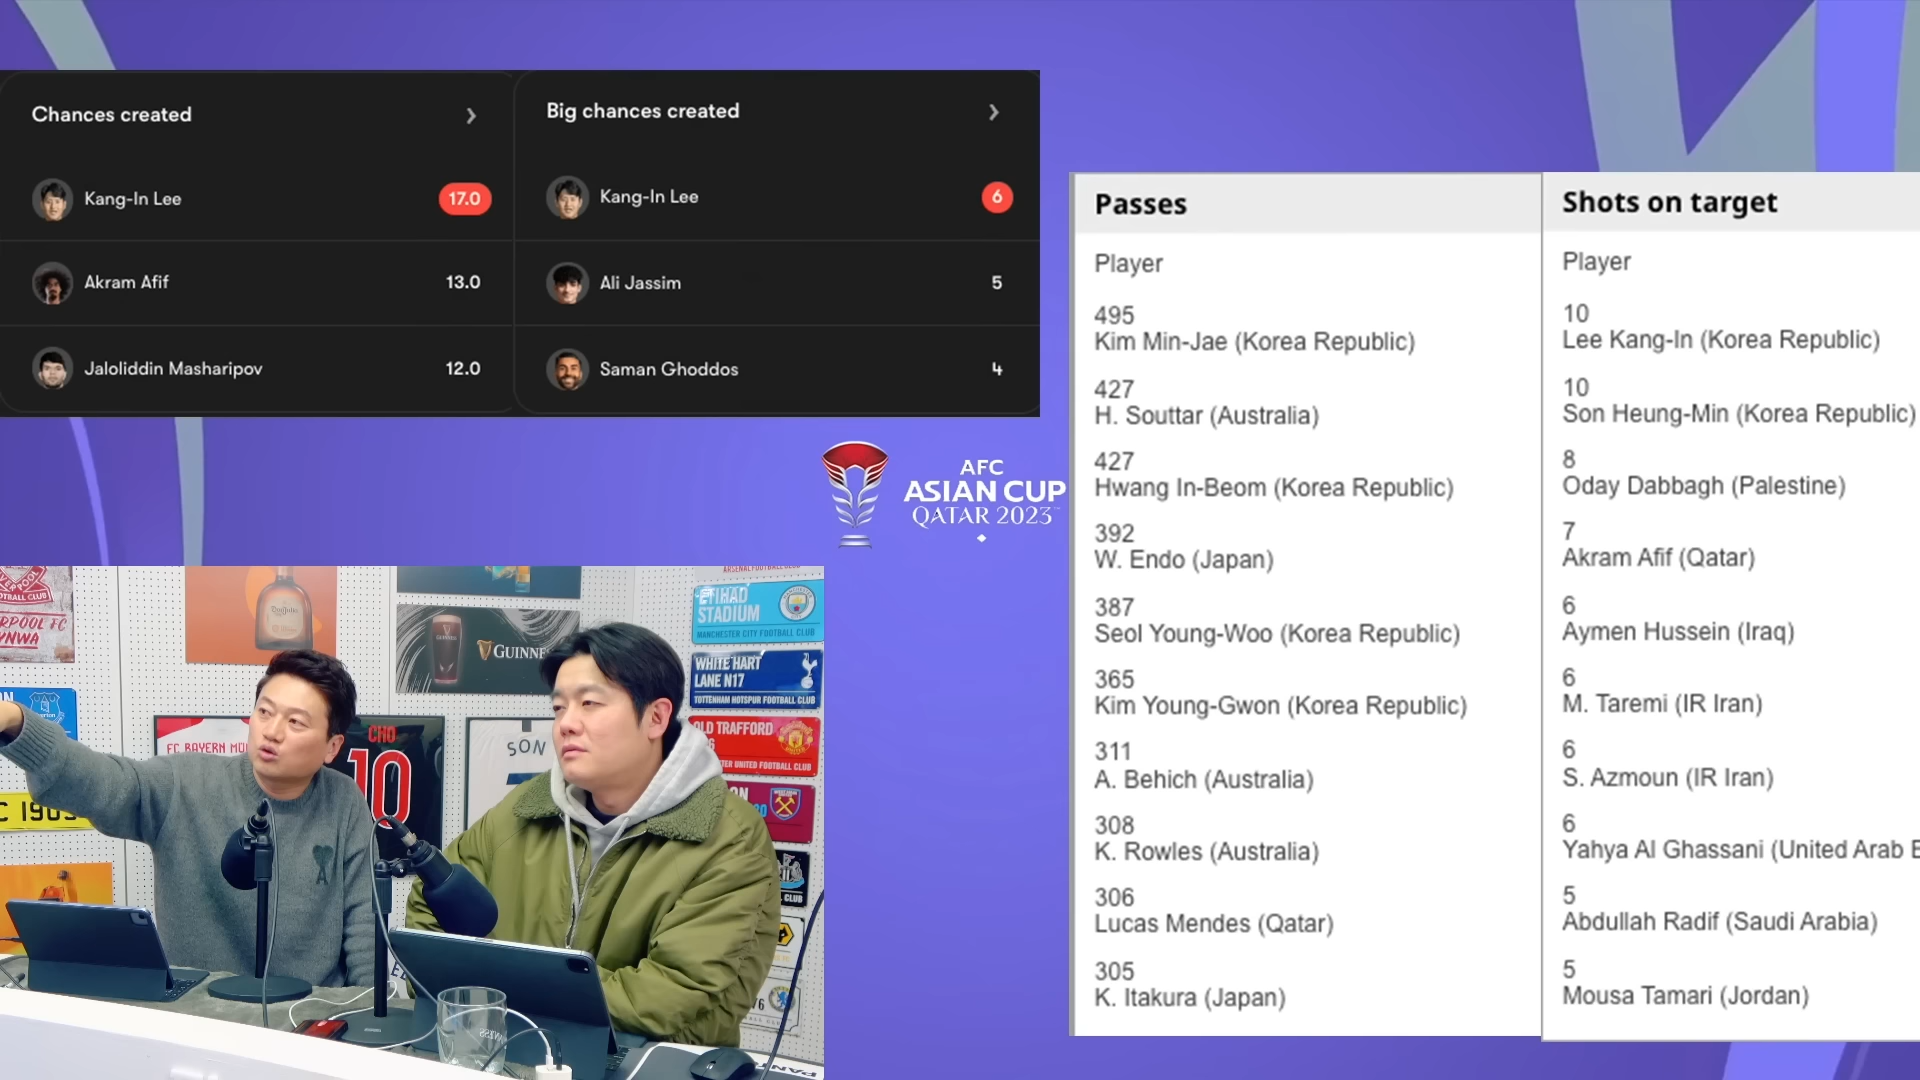 Chances created
Kang-In Lee
17.0
Akram Afif
13.0
Jaloliddin Masharipov
12.0
Big chances created
Kang-In Lee
6
Ali Jassim
5
Saman Ghoddos
4
AFC
ASIAN CUP
QATAR 2023
Passes
Player
495
Kim Min-Jae (Korea Republic)
427
H. Souttar (Australia)
427
Hwang In-Beom (Korea Republic)
392
W. Endo (Japan)
387
Seol Young-Woo (Korea Republic)
365
Kim Young-Gwon (Korea Republic)
311
A. Behich (Australia)
308
K. Rowles (Australia)
306
Lucas Mendes (Qatar)
305
K. Itakura (Japan)
Shots on target
Player
10
Lee Kang-In (Korea Republic)
10
Son Heung-Min (Korea Republic)
8
Oday Dabbagh (Palestine)
7
Akram Afif (Qatar)
6
Aymen Hussein (Iraq)
6
M. Taremi (IR Iran)
6
S. Azmoun (IR Iran)
6
Yahya Al Ghassani (United Arab E
5
Abdullah Radif (Saudi Arabia)
5
Mousa Tamari (Jordan)
YNWA
GUINNE
FC BAYERN MÜ
CHO
10
SON
ETIHAD
STADIUM
MANCHESTER CITY FOOTBALL CLUB
WHITE HART
LANE N17
TOTTENHAM HOTSPUR FOOTBALL CLUB
OLD TRAFFORD